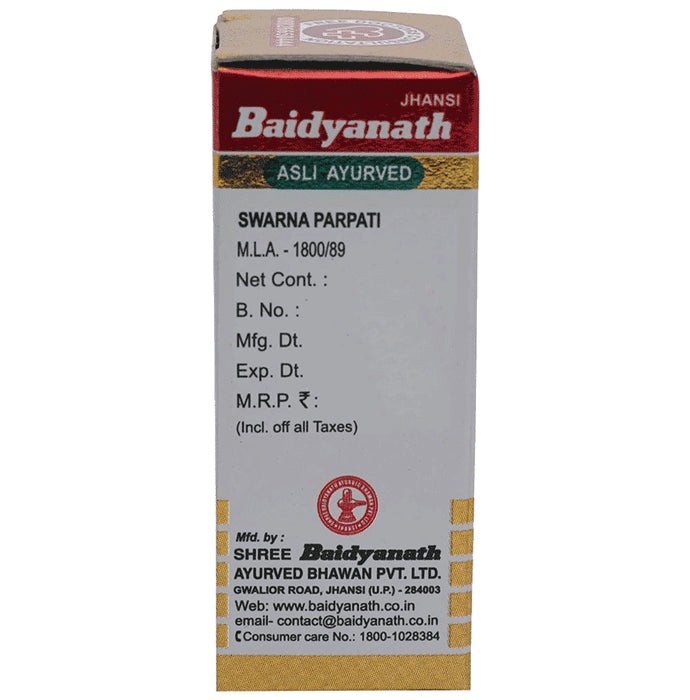 JHANSI
Baidyanath
ASLI AYURVED
SWARNA PARPATI
M.L.A. - 1800/89
Net Cont. :
B. No. :
Mfg. Dt.
Exp. Dt.
M.R.P. ₹ :
(Incl. off all Taxes)
Mfd. by :
SHREE Baidyanath
AYURVED BHAWAN PVT. LTD.
GWALIOR ROAD, JHANSI (U.P.) - 284003
Web: www.baidyanath.co.in
email- contact@baidyanath.co.in
Consumer care No.: 1800-1028384